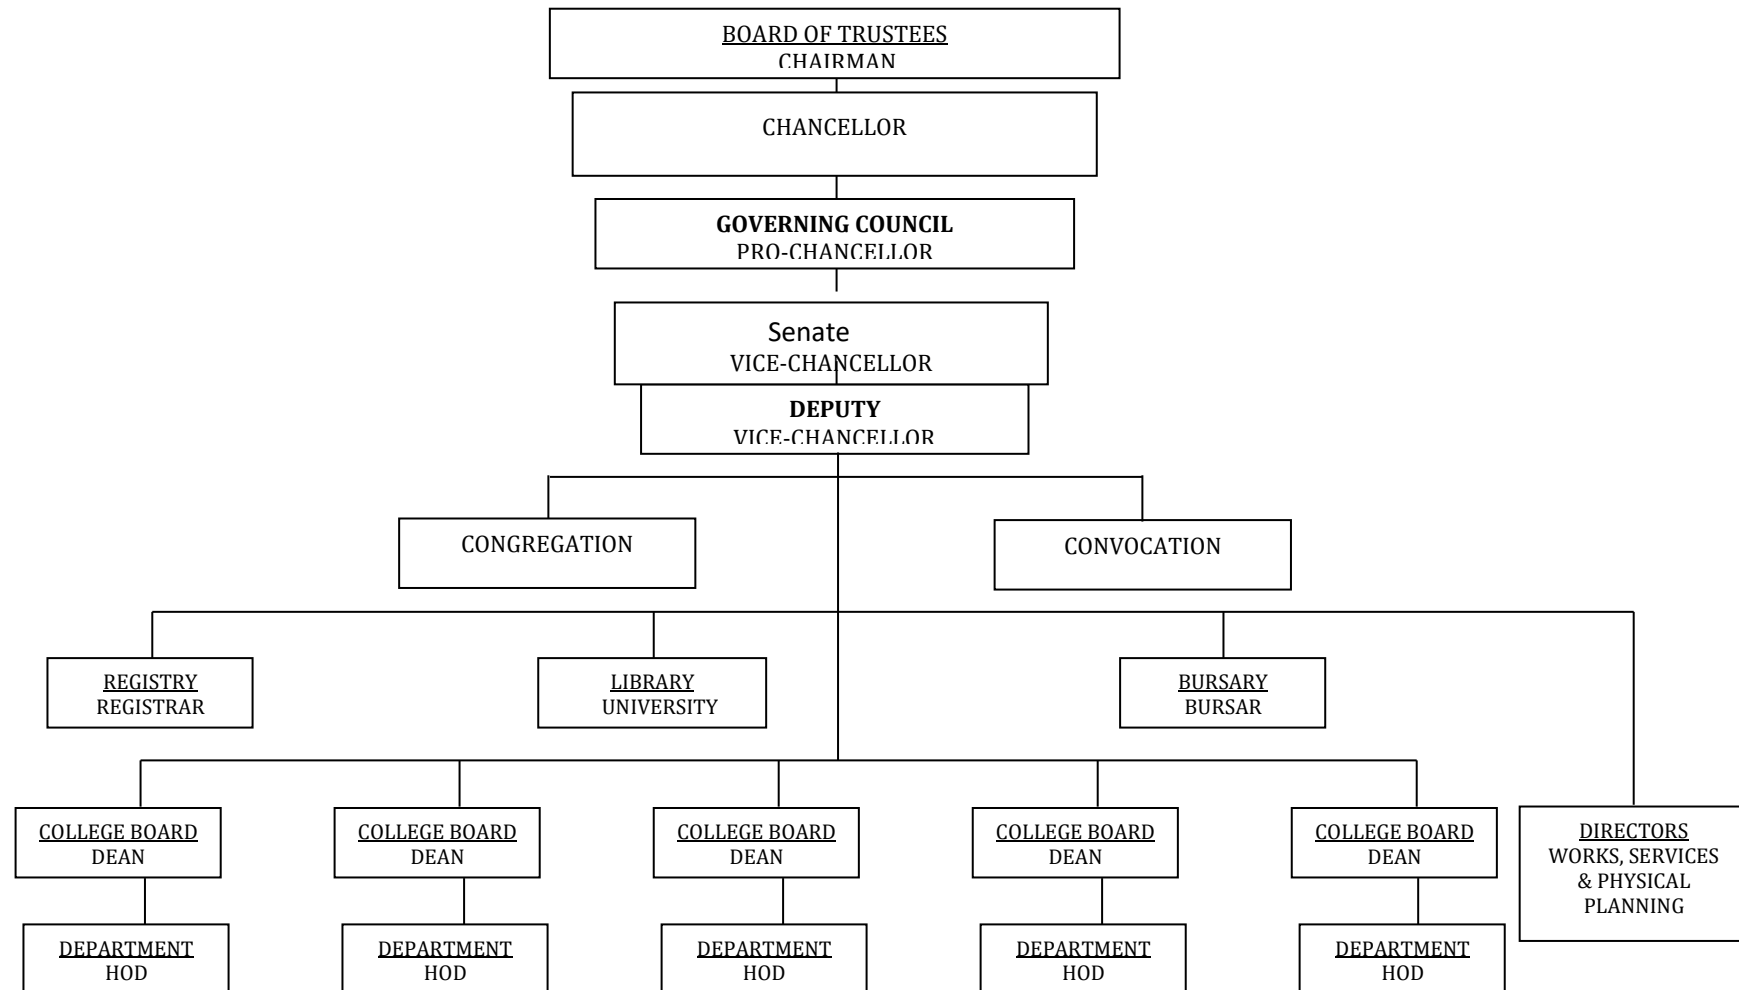 BOARD OF TRUSTEES
CHAIRMAN
CHANCELLOR
GOVERNING COUNCIL
PRO-CHANCELLOR
Senate
VICE-CHANCELLOR
DEPUTY
VICE-CHANCELLOR
CONGREGATION
CONVOCATION
REGISTRY
REGISTRAR
LIBRARY
UNIVERSITY
BURSARY
BURSAR
COLLEGE BOARD
DEAN
COLLEGE BOARD
DEAN
COLLEGE BOARD
DEAN
COLLEGE BOARD
DEAN
COLLEGE BOARD
DEAN
DIRECTORS
WORKS, SERVICES
& PHYSICAL
PLANNING
DEPARTMENT
HOD
DEPARTMENT
HOD
DEPARTMENT
HOD
DEPARTMENT
HOD
DEPARTMENT
HOD